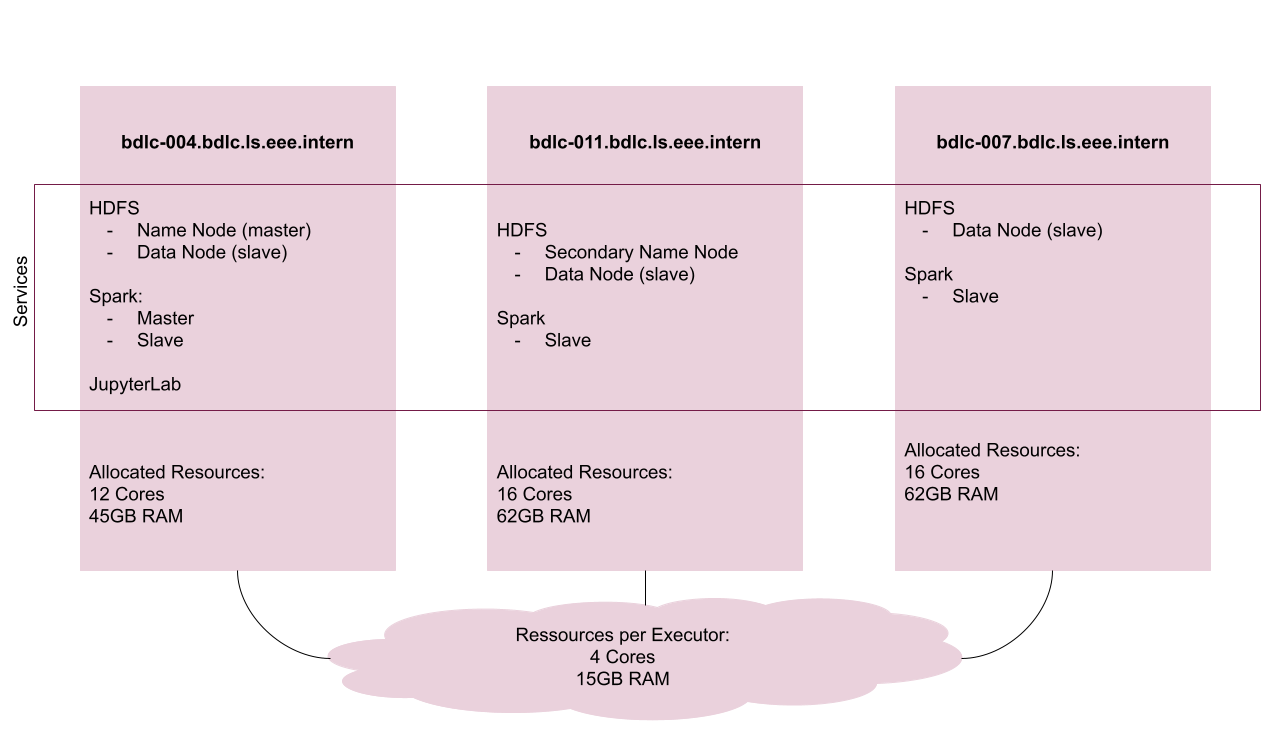 bdlc-004.bdlc.ls.eee.intern
bdlc-011.bdlc.ls.eee.intern
bdlc-007.bdlc.ls.eee.intern
Services
HDFS
- Name Node (master)
- Data Node (slave)
Spark:
- Master
- Slave
JupyterLab
Allocated Resources:
12 Cores
45GB RAM
HDFS
- Secondary Name Node
- Data Node (slave)
Spark
- Slave
Allocated Resources:
16 Cores
62GB RAM
HDFS
- Data Node (slave)
Spark
- Slave
Allocated Resources:
16 Cores
62GB RAM
Ressources per Executor:
4 Cores
15GB RAM